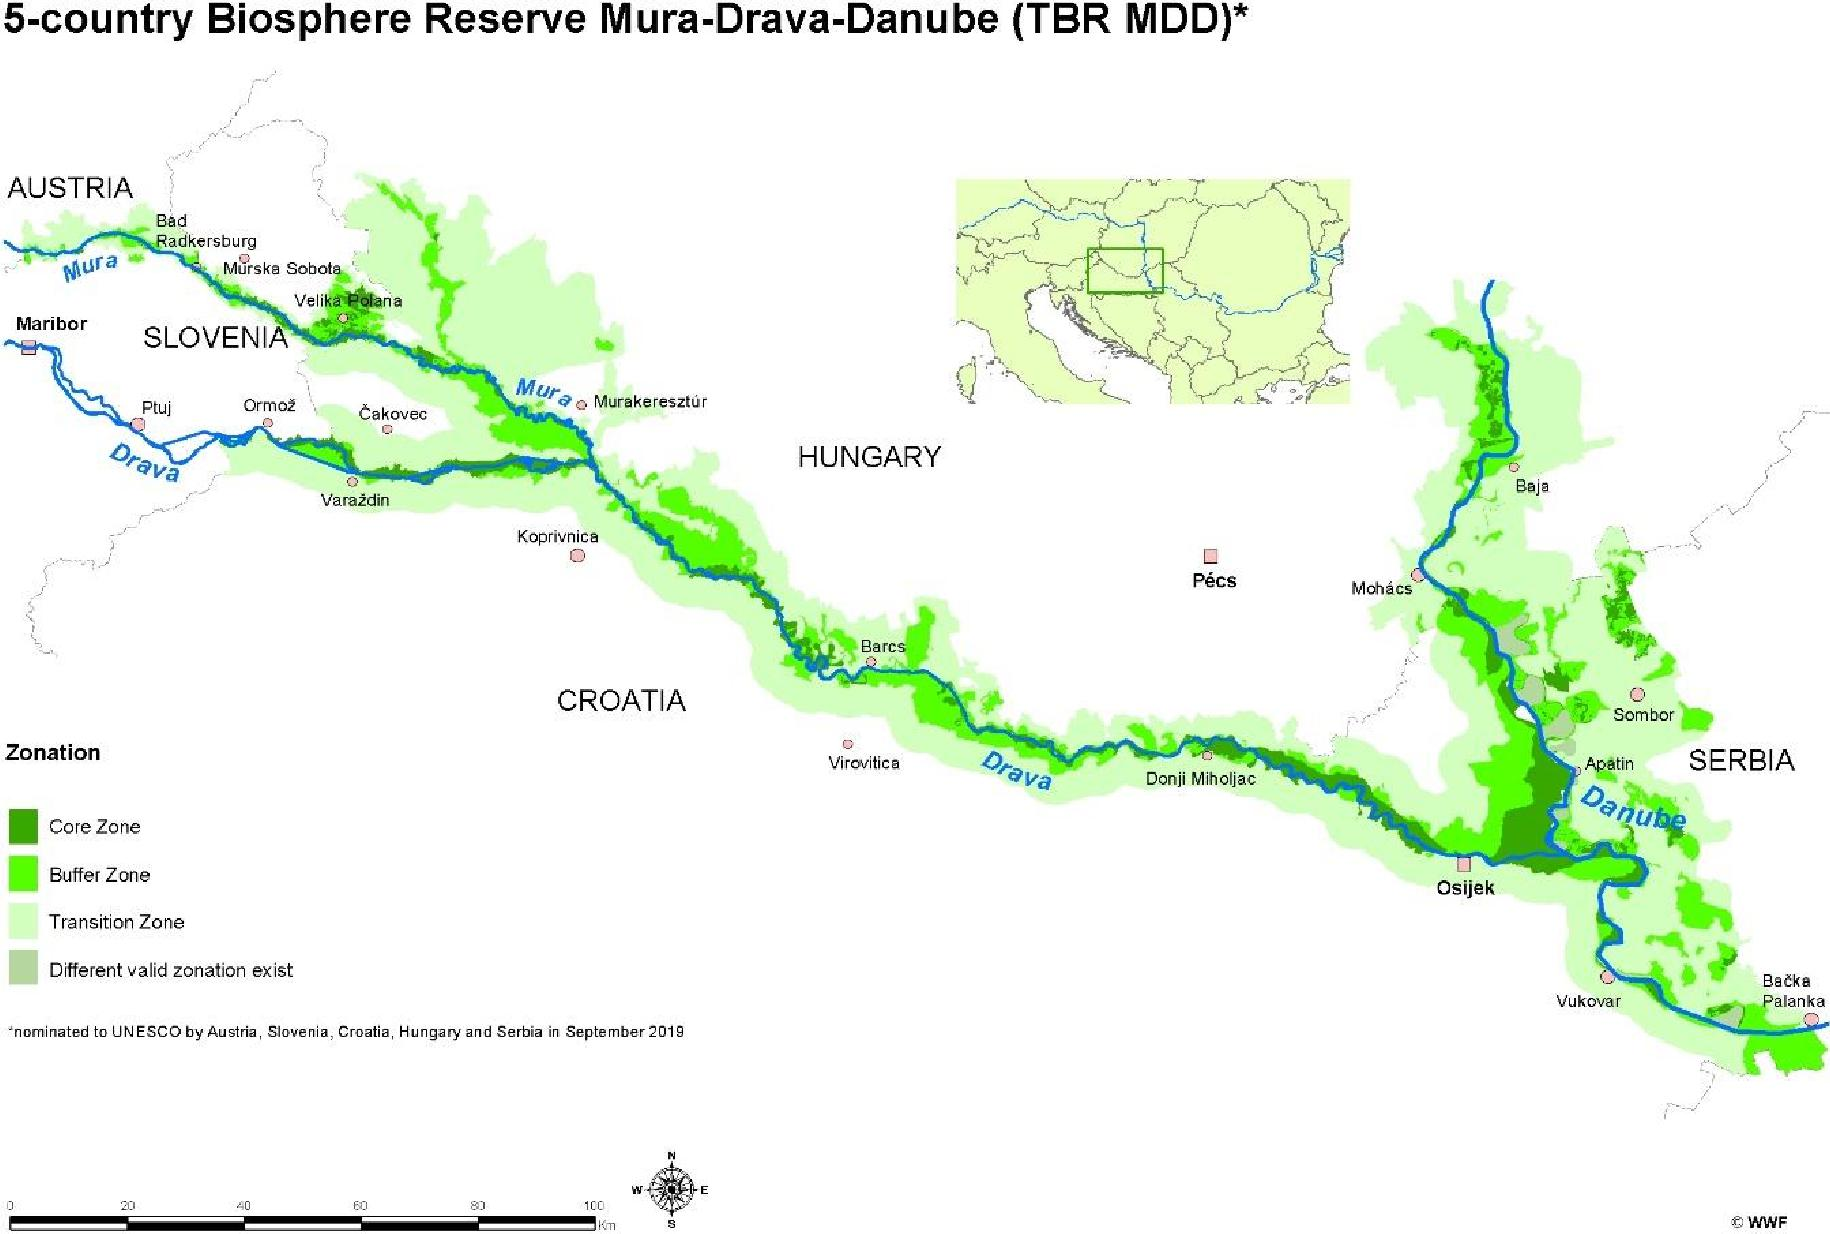 5-country Biosphere Reserve Mura-Drava-Danube (TBR MDD)*
AUSTRIA
Bad
Radkersburg
Mura
Murska Sobota
Velika Polana
Maribor
SLOVENIA
Mura
Murakeresztúr
Ptuj
Ormož
Čakovec
Drava
Varaždin
HUNGARY
Baja
Koprivnica
Pécs
Mohács
Barcs
CROATIA
Sombor
Zonation
Virovitica
Drava
Donji Miholjac
Apatin
SERBIA
Danube
Core Zone
Buffer Zone
Osijek
Transition Zone
Different valid zonation exist
Vukovar
Bačka
Palanka
*nominated to UNESCO by Austria, Slovenia, Croatia, Hungary and Serbia in September 2019
N
W E
S
0 20 40 60 80 100
Km
© WWF